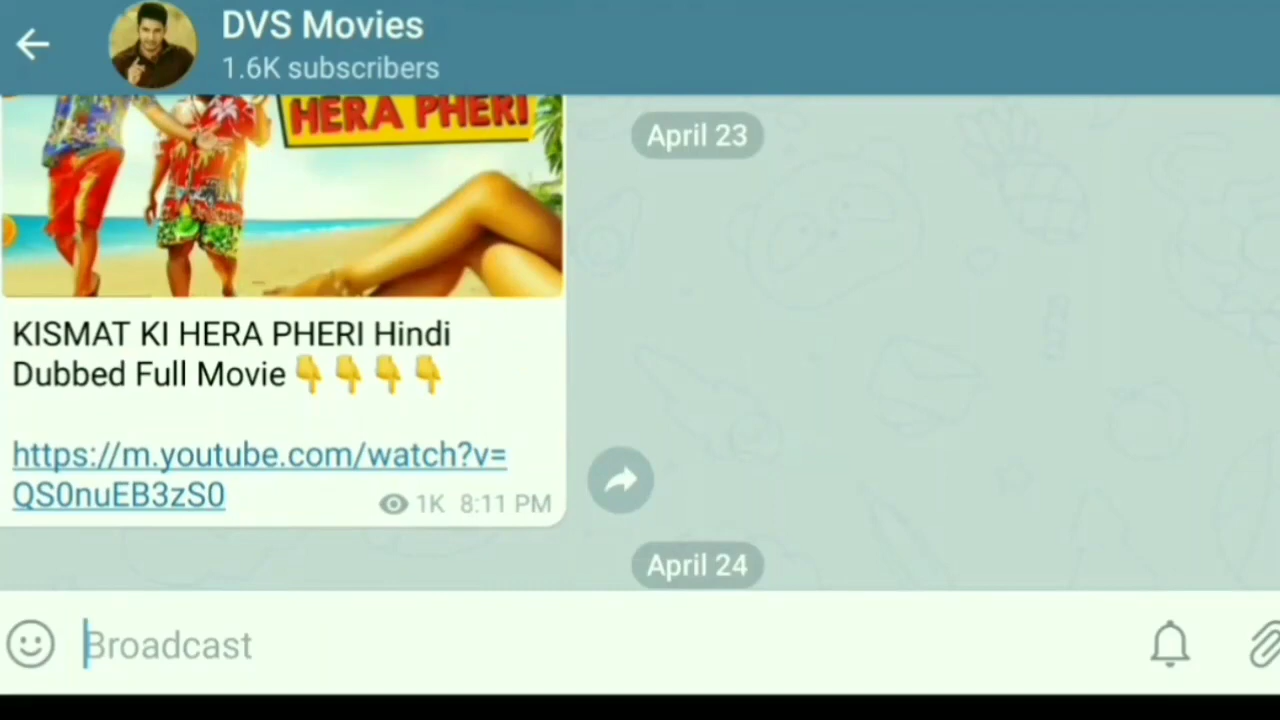 DVS Movies
1.6K subscribers
HERA PHERI
April 23
KISMAT KI HERA PHERI Hindi
Dubbed Full Movie👇👇👇👇
https://m.youtube.com/watch?v=
QS0nuEB3zS0
1K 8:11 PM
April 24
Broadcast